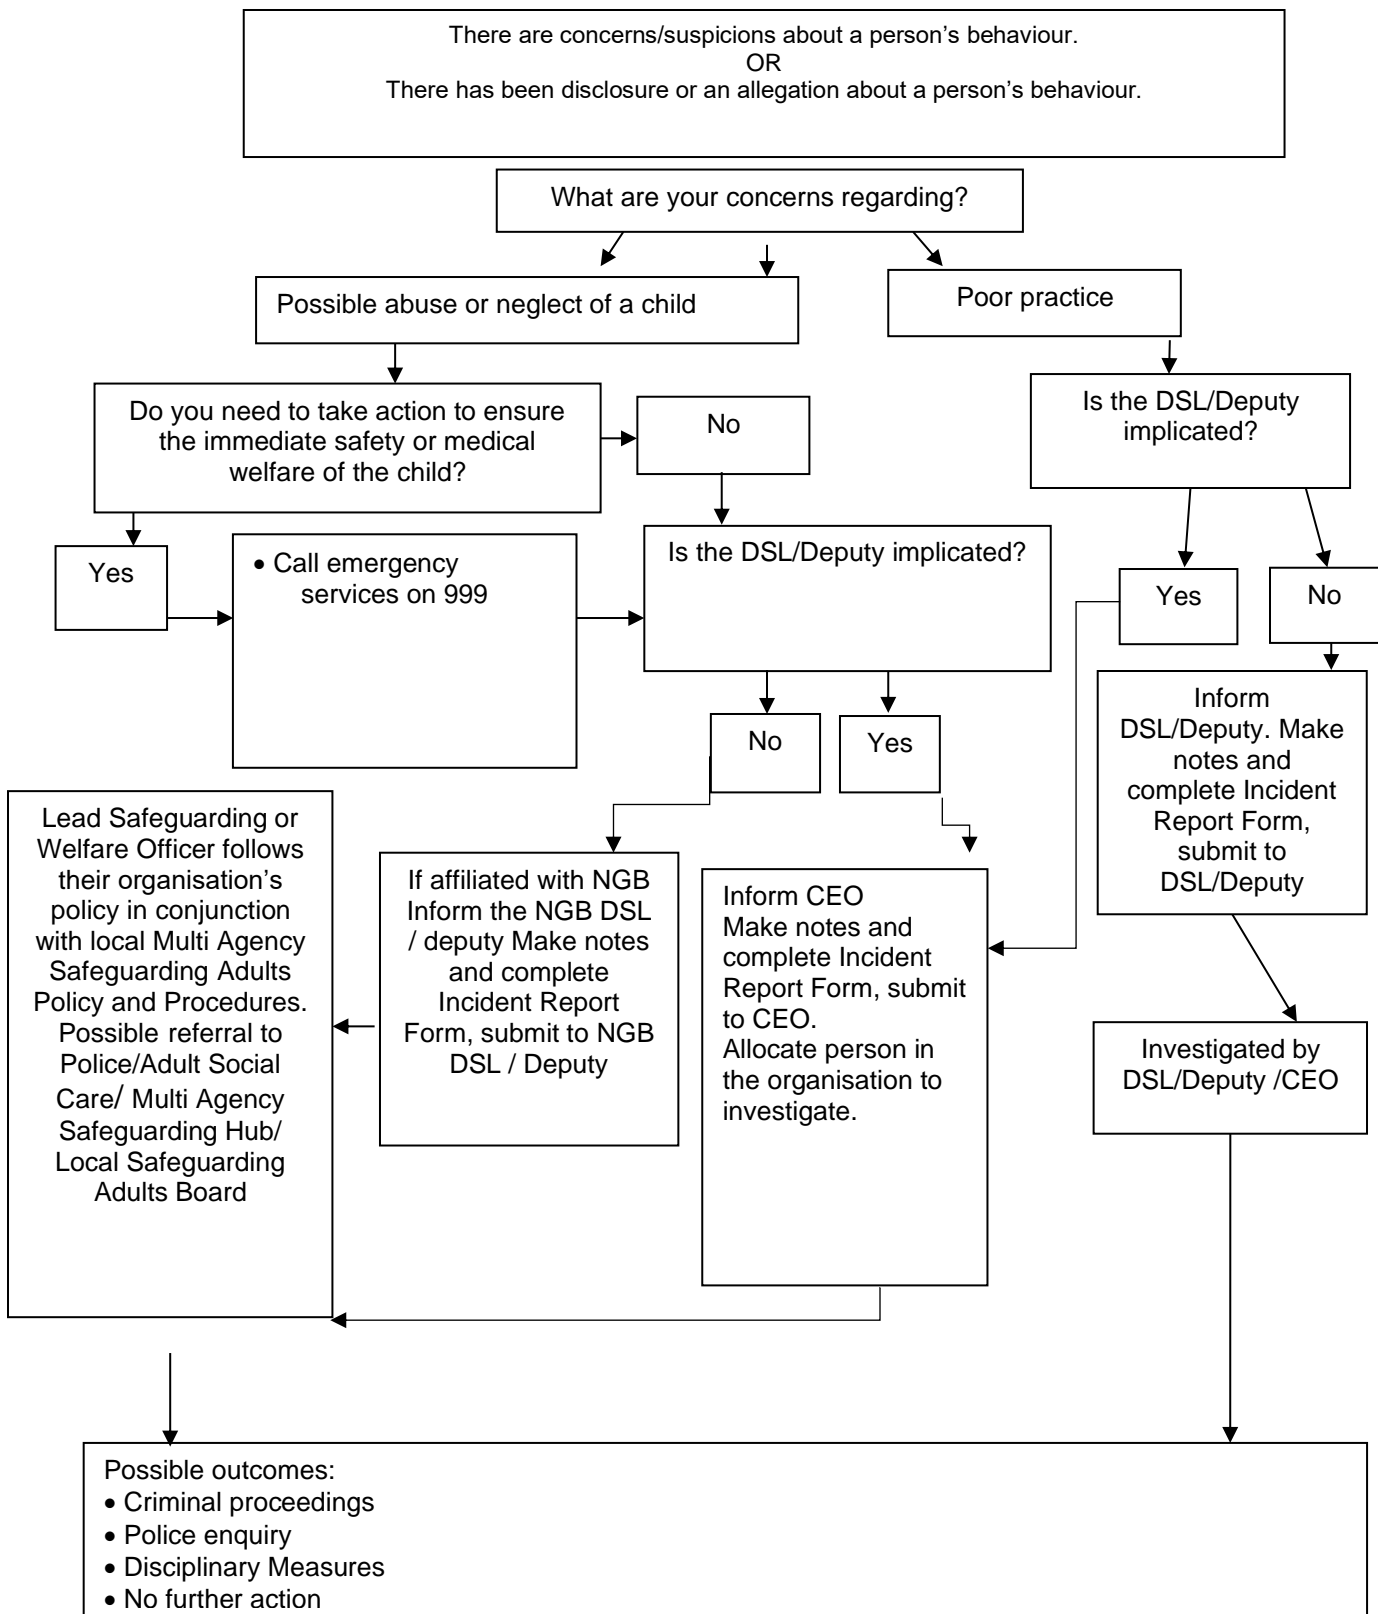 There are concerns/suspicions about a person’s behaviour.
OR
There has been disclosure or an allegation about a person’s behaviour.
What are your concerns regarding?
Possible abuse or neglect of a child
Poor practice
Do you need to take action to ensure
the immediate safety or medical
welfare of the child?
No
Is the DSL/Deputy
implicated?
Yes
• Call emergency
services on 999
Is the DSL/Deputy implicated?
Yes
No
No
Yes
Inform
DSL/Deputy. Make
notes and
complete Incident
Report Form,
submit to
DSL/Deputy
Lead Safeguarding or
Welfare Officer follows
their organisation’s
policy in conjunction
with local Multi Agency
Safeguarding Adults
Policy and Procedures.
Possible referral to
Police/Adult Social
Care/ Multi Agency
Safeguarding Hub/
Local Safeguarding
Adults Board
If affiliated with NGB
Inform the NGB DSL
/ deputy Make notes
and complete
Incident Report
Form, submit to NGB
DSL / Deputy
Inform CEO
Make notes and
complete Incident
Report Form, submit
to CEO.
Allocate person in
the organisation to
investigate.
Investigated by
DSL/Deputy /CEO
Possible outcomes:
• Criminal proceedings
• Police enquiry
• Disciplinary Measures
• No further action